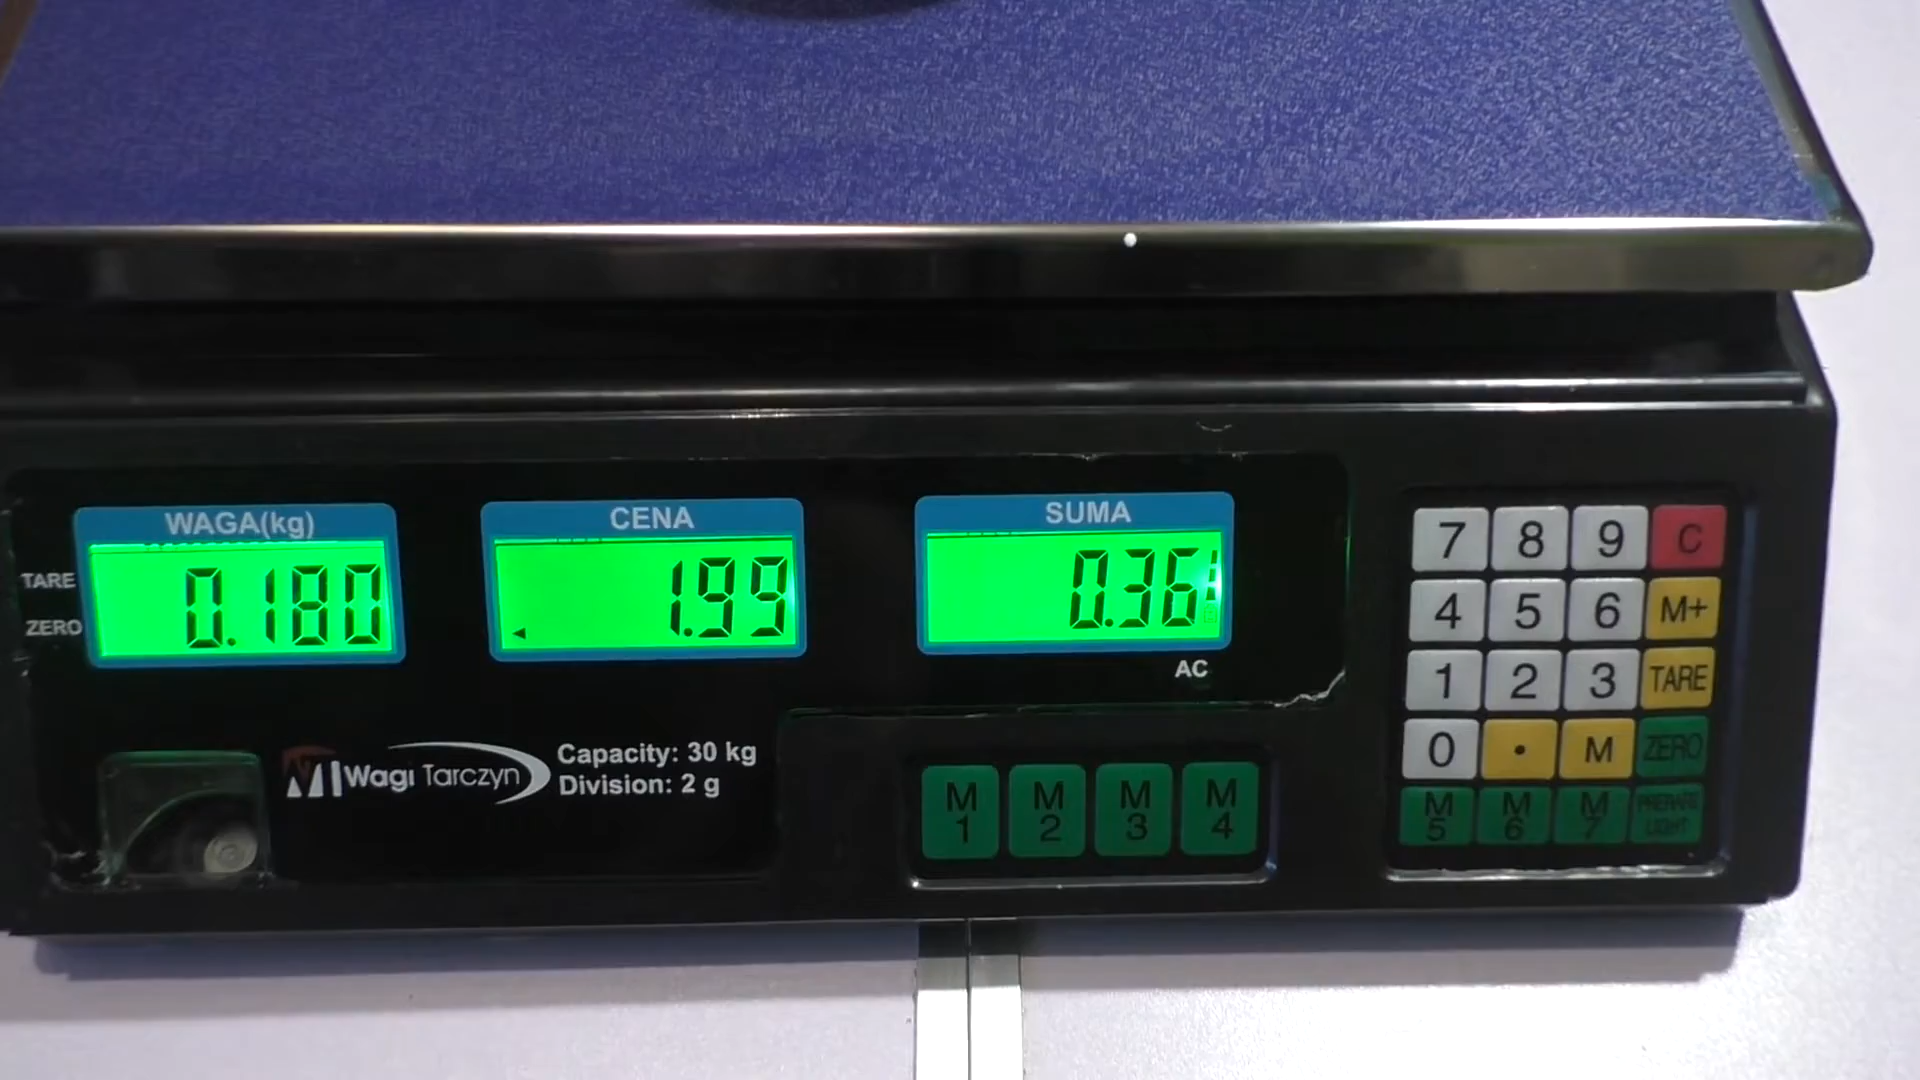 WAGA(kg)
CENA
SUMA
TARE
ZERO
0.180
1.99
0.36
AC
Wagi Tarczyn
Capacity: 30 kg
Division: 2 g
M 1
M 2
M 3
M 4
7 8 9 C
4 5 6 M+
1 2 3 TARE
0 . M ZERO
M 5
M 6
M 7
LIGHT